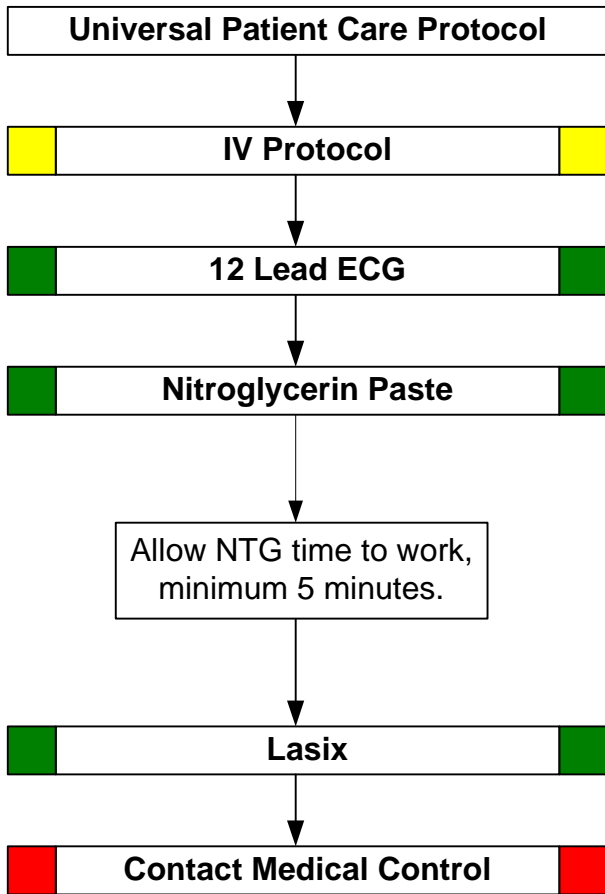 Universal Patient Care Protocol
IV Protocol
12 Lead ECG
Nitroglycerin Paste
Allow NTG time to work,
minimum 5 minutes.
Lasix
Contact Medical Control